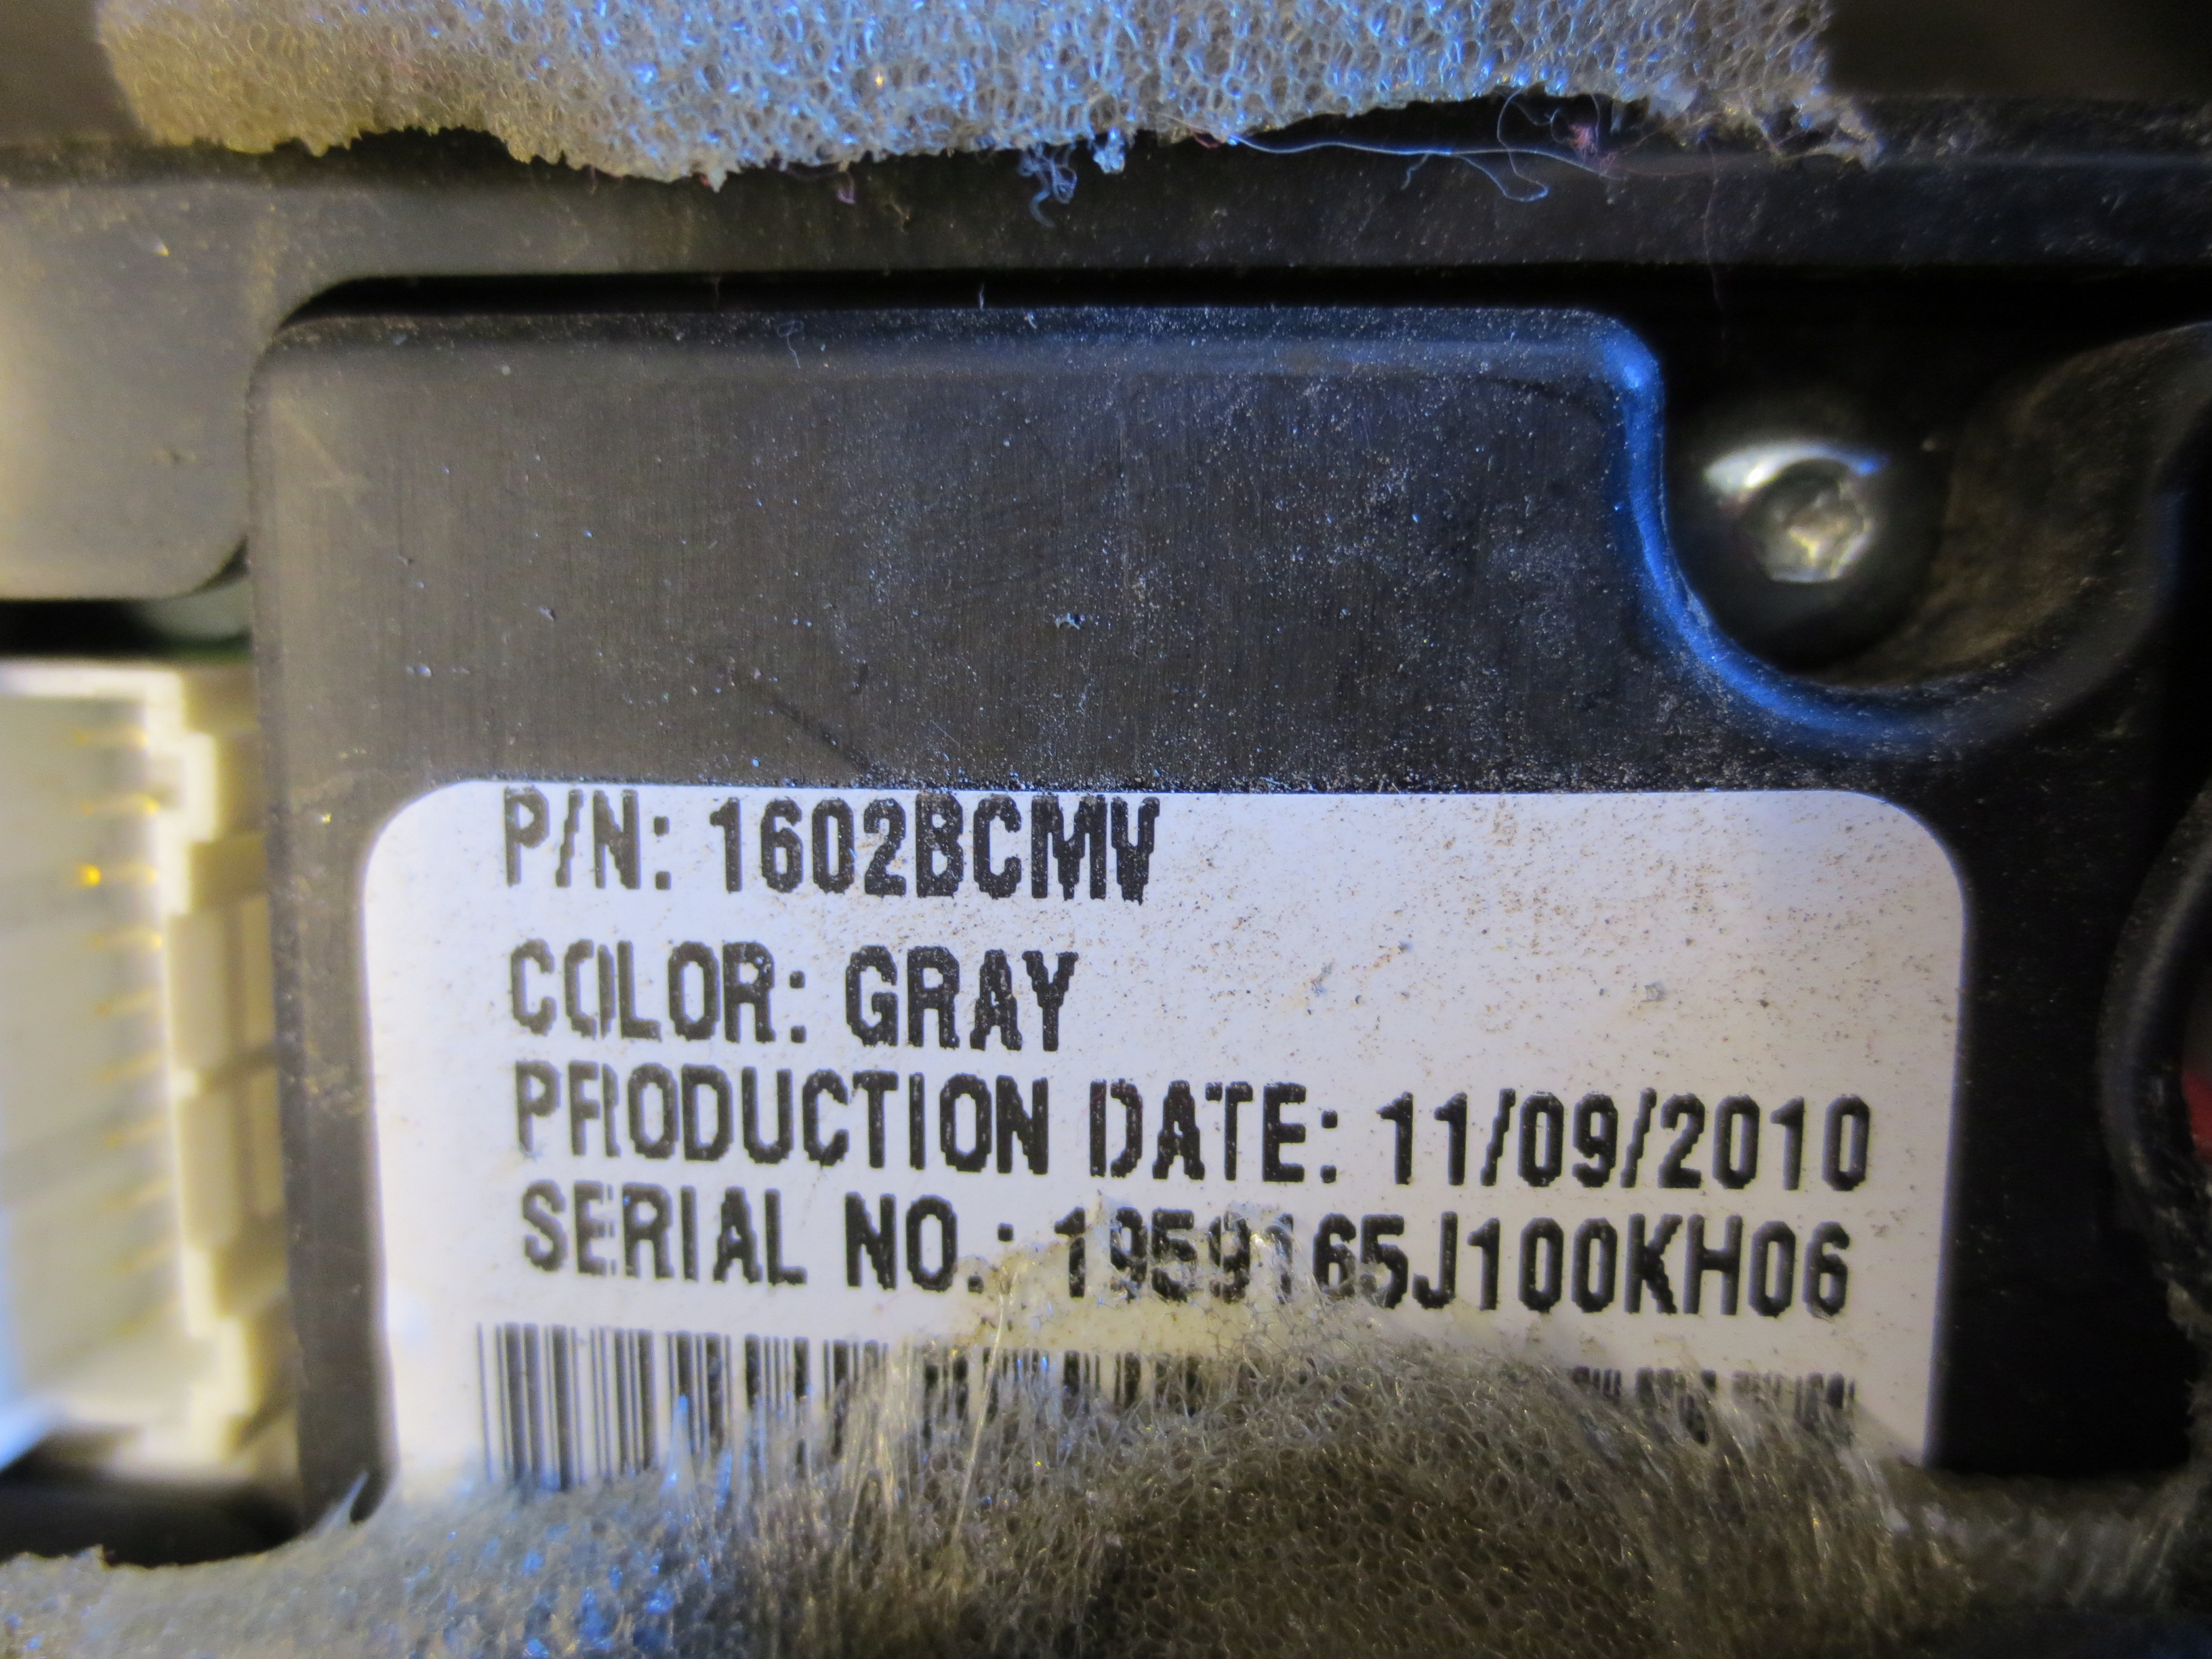 P/N: 1602BCMV
COLOR: GRAY
PRODUCTION DATE: 11/09/2010
SERIAL NO.: 1959165J100KH06